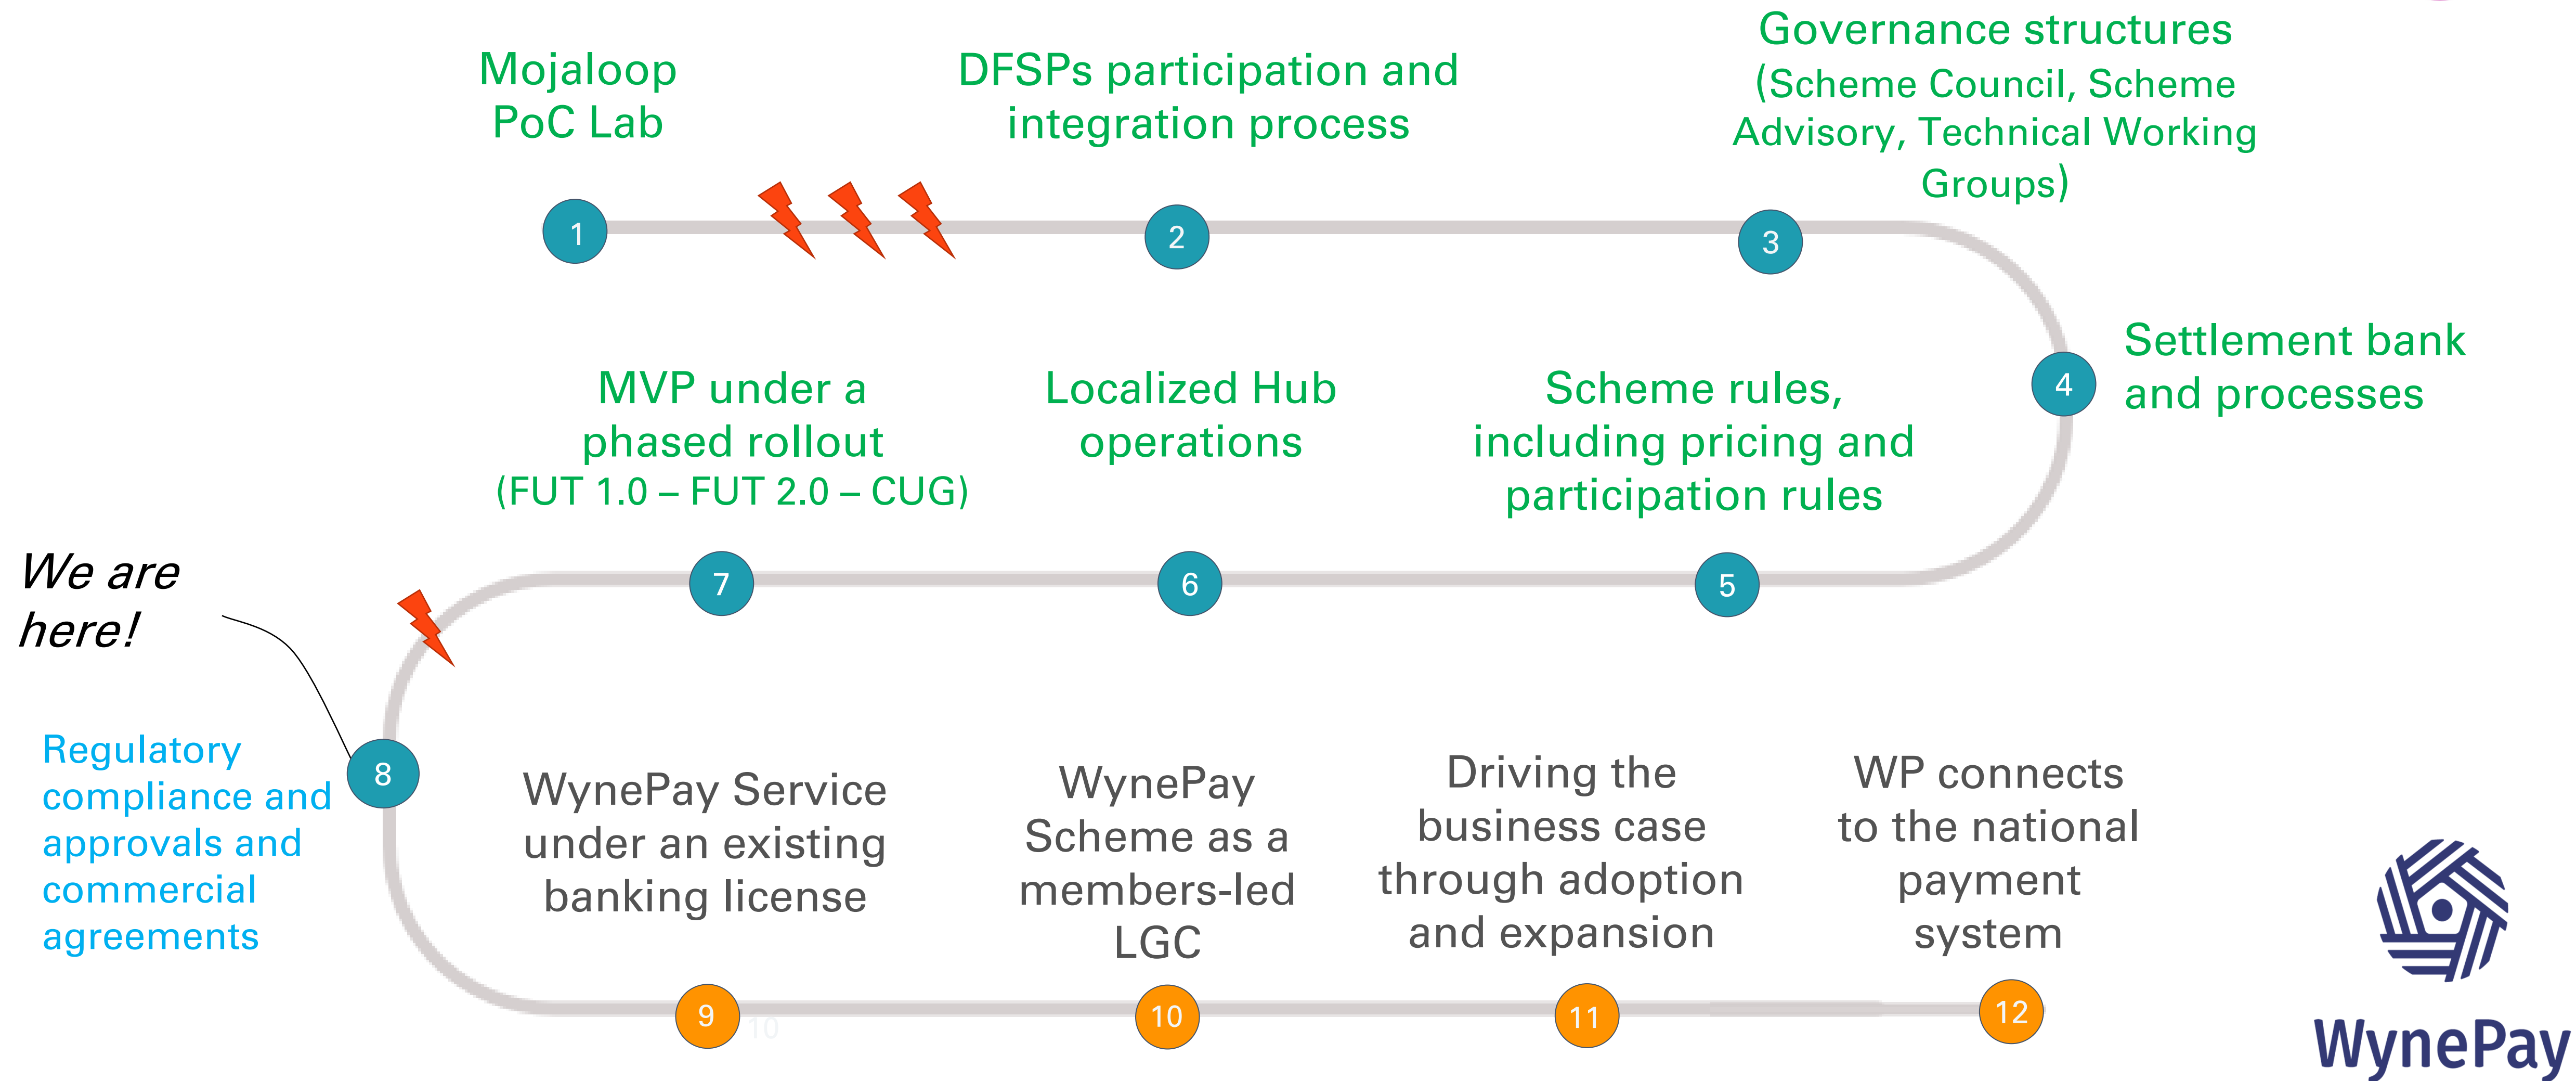 Mojaloop
PoC Lab
DFSPs participation and
integration process
Governance structures
(Scheme Council, Scheme
Advisory, Technical Working
Groups)
1
2
3
Settlement bank
and processes
4
MVP under a
phased rollout
(FUT 1.0 – FUT 2.0 – CUG)
Localized Hub
operations
Scheme rules,
including pricing and
participation rules
7
6
5
We are
here!
Regulatory
compliance and
approvals and
commercial
agreements
8
WynePay Service
under an existing
banking license
WynePay
Scheme as a
members-led
LGC
Driving the
business case
through adoption
and expansion
WP connects
to the national
payment
system
9
10
10
11
12
WynePay